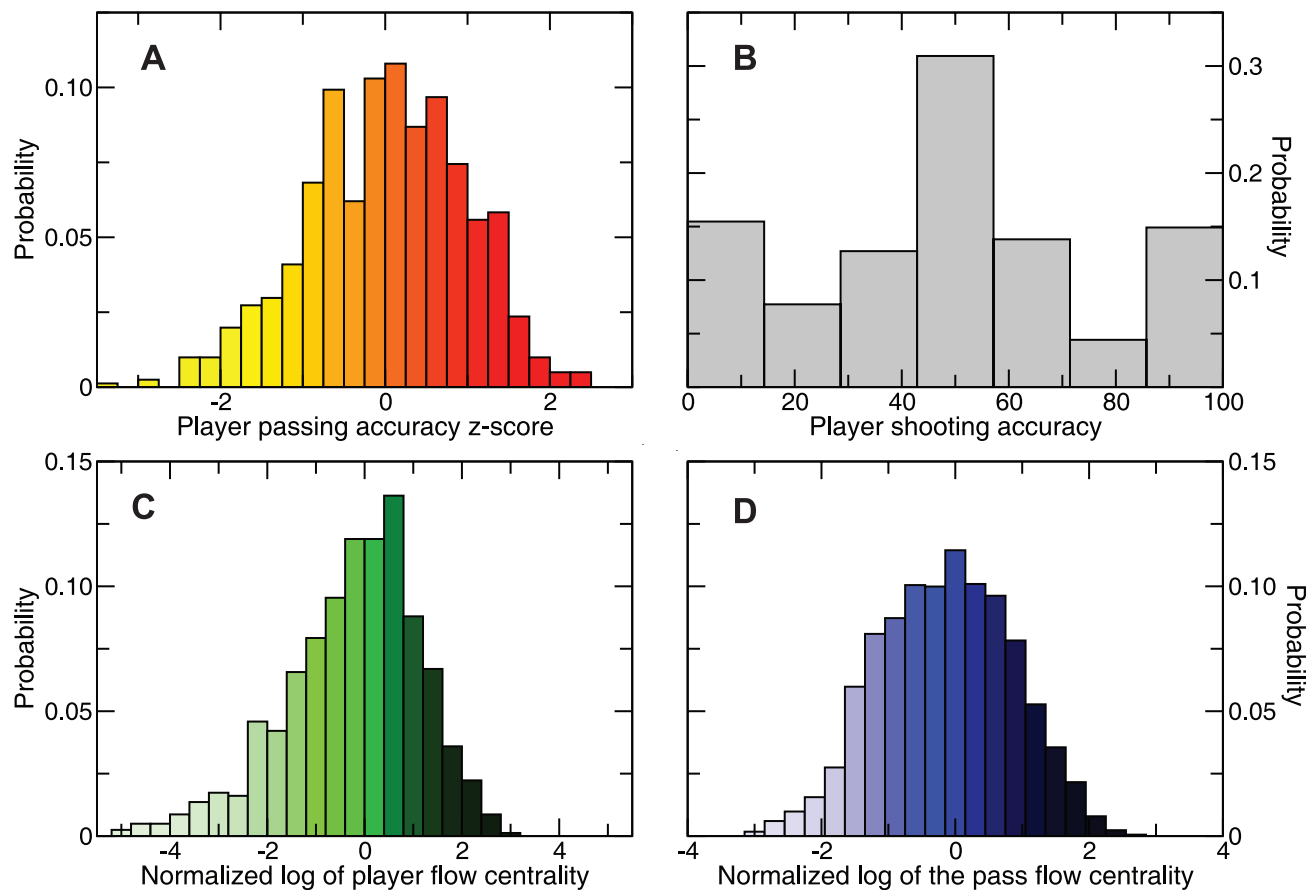 A
Probability
0.10
0.05
0
-2
0
2
Player passing accuracy z-score
B
Probability
0.3
0.2
0.1
0
0
20
40
60
80
100
Player shooting accuracy
C
Probability
0.15
0.10
0.05
0
-4
-2
0
2
4
Normalized log of player flow centrality
D
Probability
0.15
0.10
0.05
0
-4
-2
0
2
4
Normalized log of the pass flow centrality